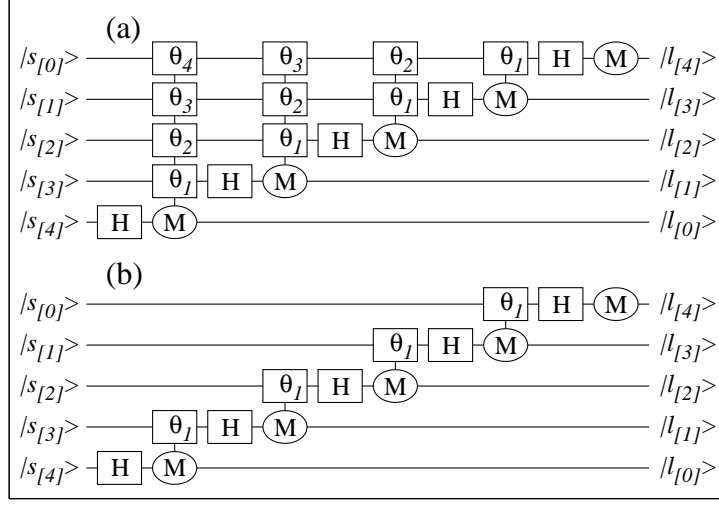 (a)
|s[0]> θ4 θ3 θ2 θ1 H M |l[4]>
|s[1]> θ3 θ2 θ1 H M |l[3]>
|s[2]> θ2 θ1 H M |l[2]>
|s[3]> θ1 H M |l[1]>
|s[4]> H M |l[0]>
(b)
|s[0]> θ1 H M |l[4]>
|s[1]> θ1 H M |l[3]>
|s[2]> θ1 H M |l[2]>
|s[3]> θ1 H M |l[1]>
|s[4]> H M |l[0]>